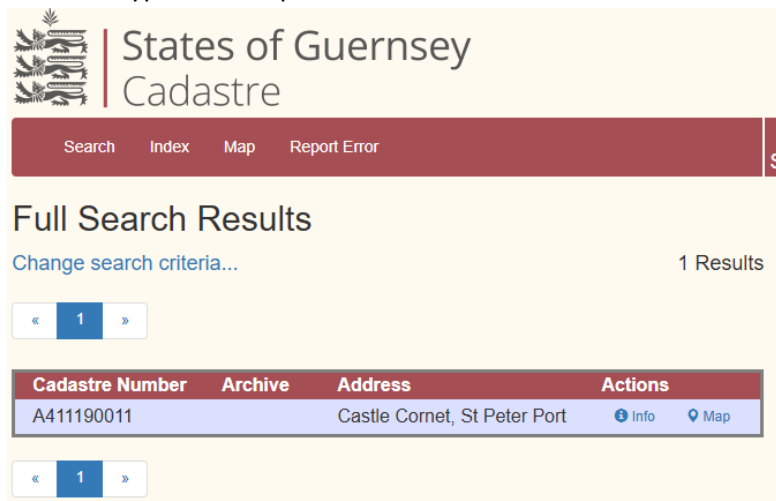 States of Guernsey
Cadastre
Search Index Map Report Error
Full Search Results
Change search criteria... 1 Results
« 1 »
Cadastre Number Archive Address Actions
A411190011 Castle Cornet, St Peter Port Info Map
« 1 »